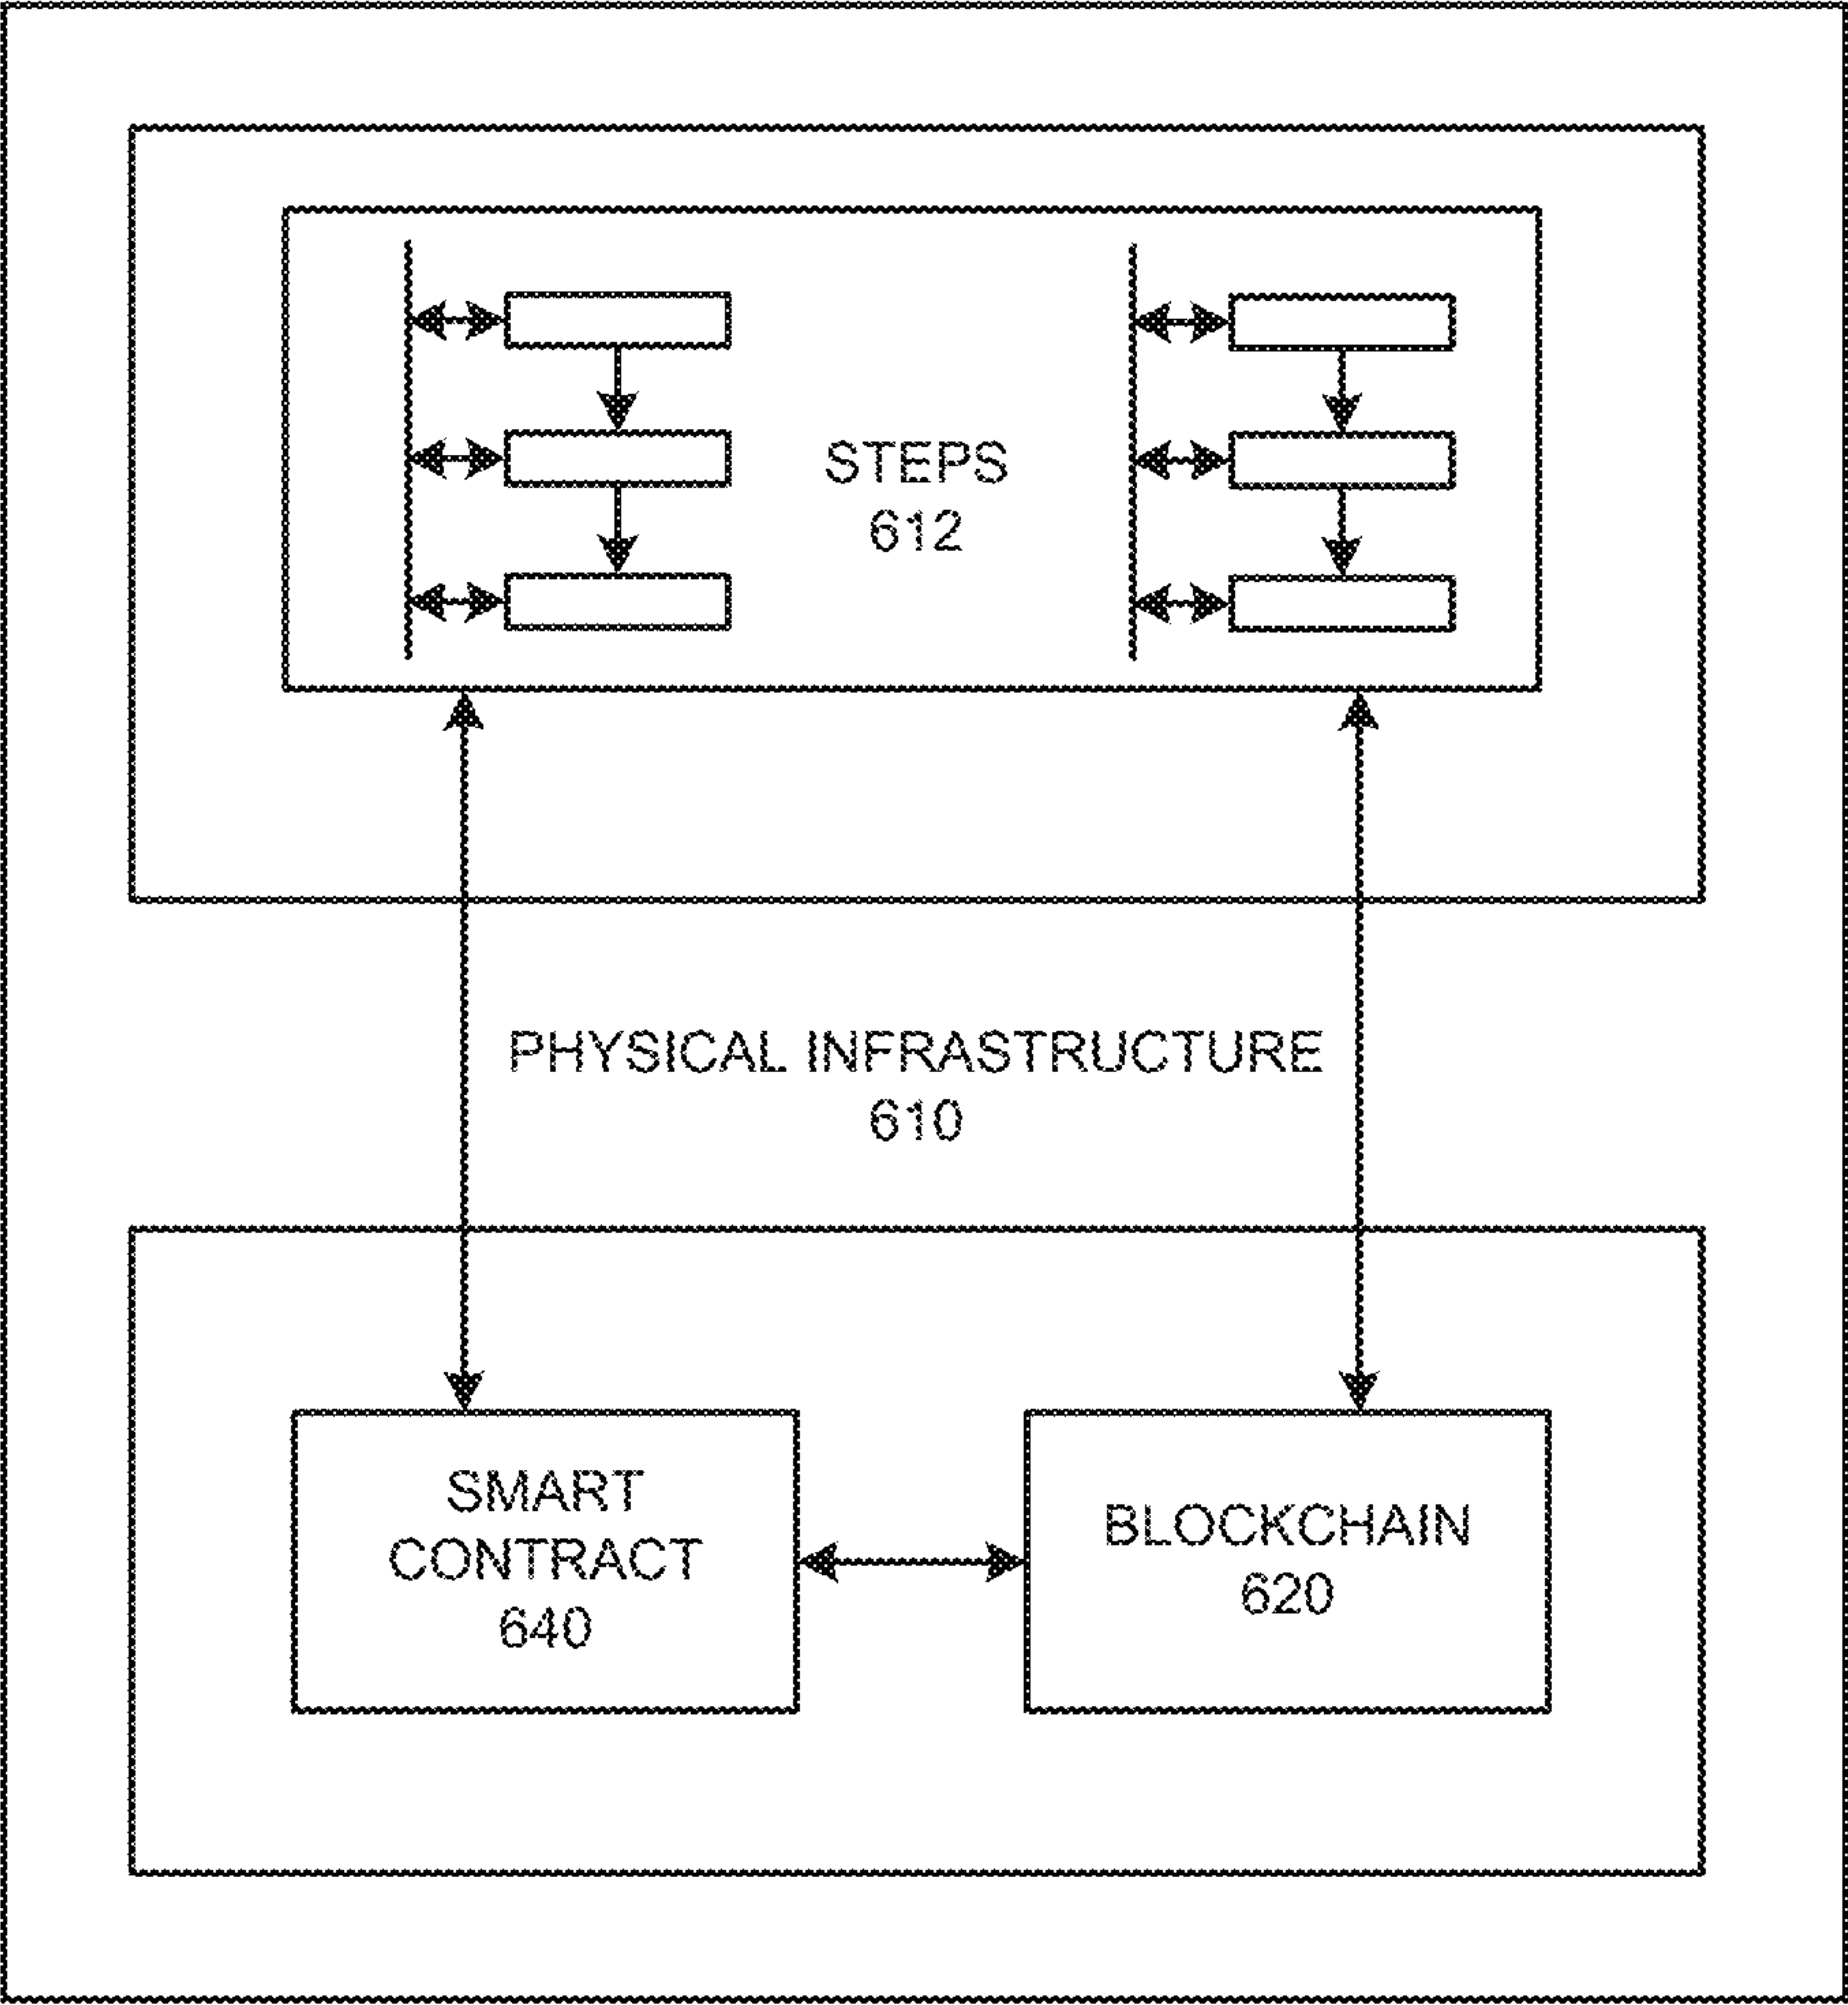 STEPS
612
PHYSICAL INFRASTRUCTURE
610
SMART
CONTRACT
640
BLOCKCHAIN
620